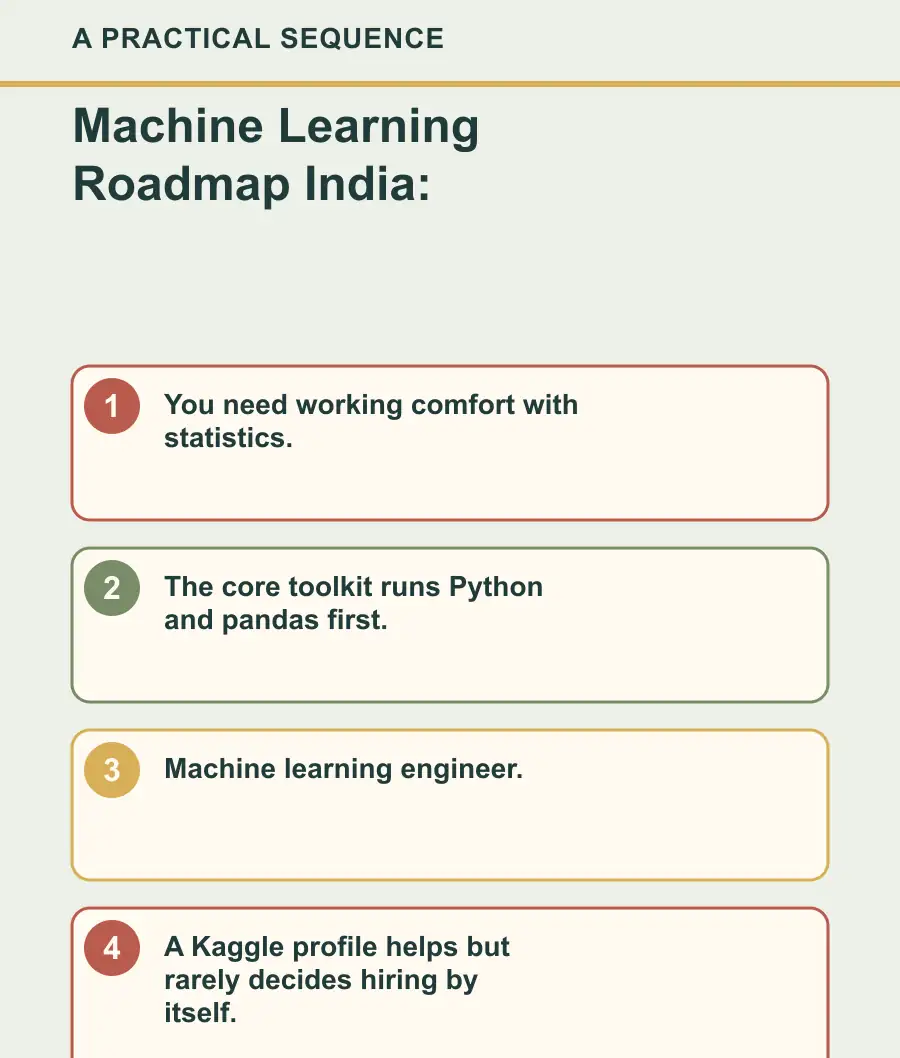 A PRACTICAL SEQUENCE
Machine Learning
Roadmap India:
1
You need working comfort with
statistics.
2
The core toolkit runs Python
and pandas first.
3
Machine learning engineer.
4
A Kaggle profile helps but
rarely decides hiring by
itself.